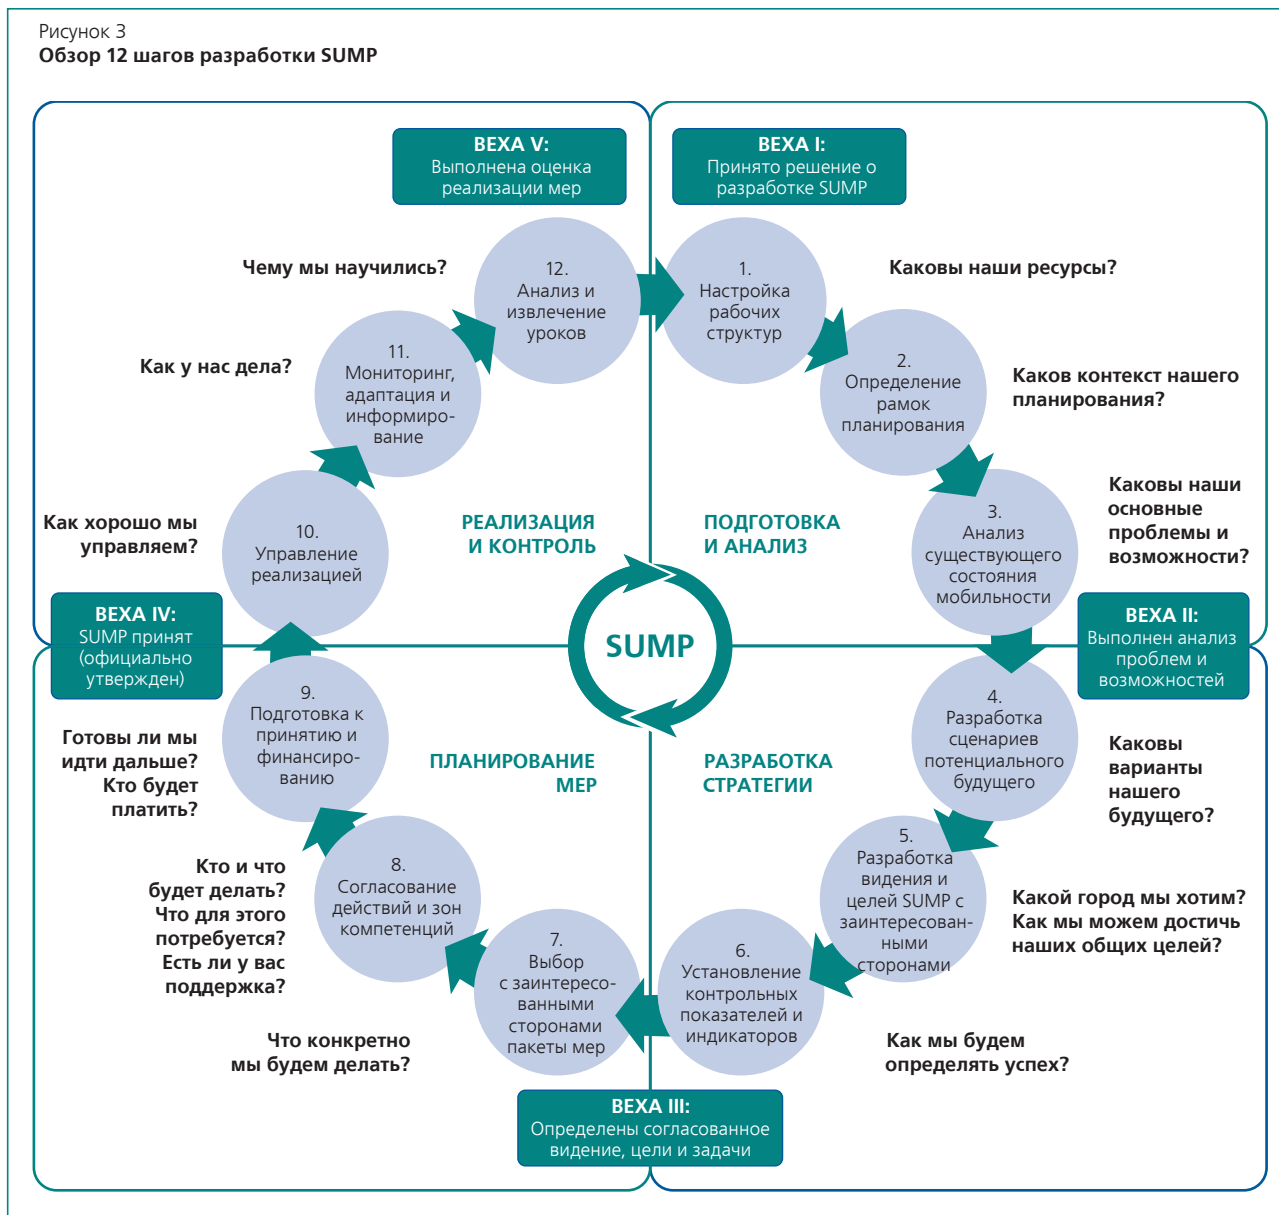 Рисунок 3
Обзор 12 шагов разработки SUMP
ВЕХА V:
Выполнена оценка
реализации мер
ВЕХА I:
Принято решение о
разработке SUMP
12.
Анализ и
извлечение
уроков
1.
Настройка
рабочих
структур
Чему мы научились?
Каковы наши ресурсы?
11.
Мониторинг,
адаптация и
информиро-
вание
2.
Определение
рамок
планирования
Как у нас дела?
Каков контекст нашего
планирования?
10.
Управление
реализацией
3.
Анализ
существующего
состояния
мобильности
Как хорошо мы
управляем?
РЕАЛИЗАЦИЯ
И КОНТРОЛЬ
ПОДГОТОВКА
И АНАЛИЗ
Каковы наши
основные
проблемы и
возможности?
ВЕХА IV:
SUMP принят
(официально
утвержден)
SUMP
ВЕХА II:
Выполнен анализ
проблем и
возможностей
9.
Подготовка к
принятию и
финансиро-
ванию
4.
Разработка
сценариев
потенциального
будущего
Готовы ли мы
идти дальше?
Кто будет
платить?
ПЛАНИРОВАНИЕ
МЕР
РАЗРАБОТКА
СТРАТЕГИИ
Каковы
варианты
нашего
будущего?
8.
Согласование
действий и зон
компетенций
5.
Разработка
видения и
целей SUMP с
заинтересован-
ными
сторонами
Кто и что
будет делать?
Что для этого
потребуется?
Есть ли у вас
поддержка?
Какой город мы хотим?
Как мы можем достичь
наших общих целей?
7.
Выбор
с заинтересо-
ванными
сторонами
пакеты мер
6.
Установление
контрольных
показателей и
индикаторов
Что конкретно
мы будем делать?
Как мы будем
определять успех?
ВЕХА III:
Определены согласованное
видение, цели и задачи